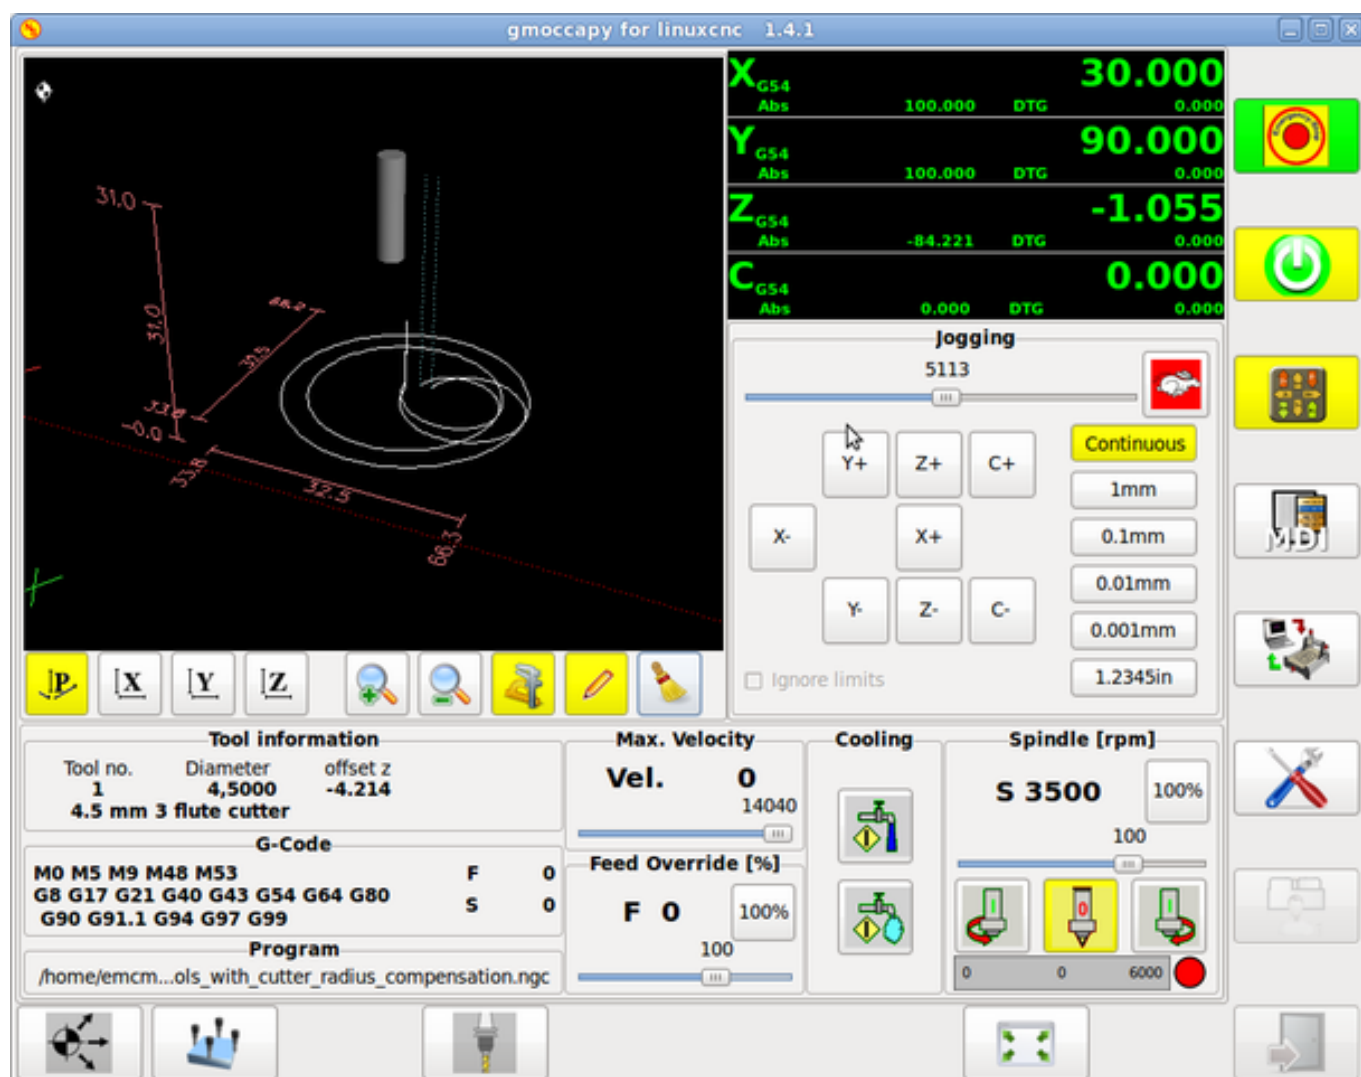 gmoccapy for linuxcnc 1.4.1
X G54 30.000
Abs 100.000 DTG 0.000
Y G54 90.000
Abs 100.000 DTG 0.000
Z G54 -1.055
Abs -84.221 DTG 0.000
C G54 0.000
Abs 0.000 DTG 0.000
31.0
31.0
-0.0
33.8
32.5
33.8
32.5
66.3
Jogging
5113
Continuous
Y+ Z+ C+
1mm
X- X+
0.1mm
0.01mm
Y- Z- C-
0.001mm
Ignore limits
1.2345in
MDI
P X Y Z
Tool information
Tool no. Diameter offset z
1 4,5000 -4.214
4.5 mm 3 flute cutter
G-Code
M0 M5 M9 M48 M53 F 0
G8 G17 G21 G40 G43 G54 G64 G80 S 0
G90 G91.1 G94 G97 G99
Program
/home/emcm...ols_with_cutter_radius_compensation.ngc
Max. Velocity
Vel. 0
14040
Feed Override [%]
F 0 100%
100
Cooling
Spindle [rpm]
S 3500 100%
100
0 0 6000